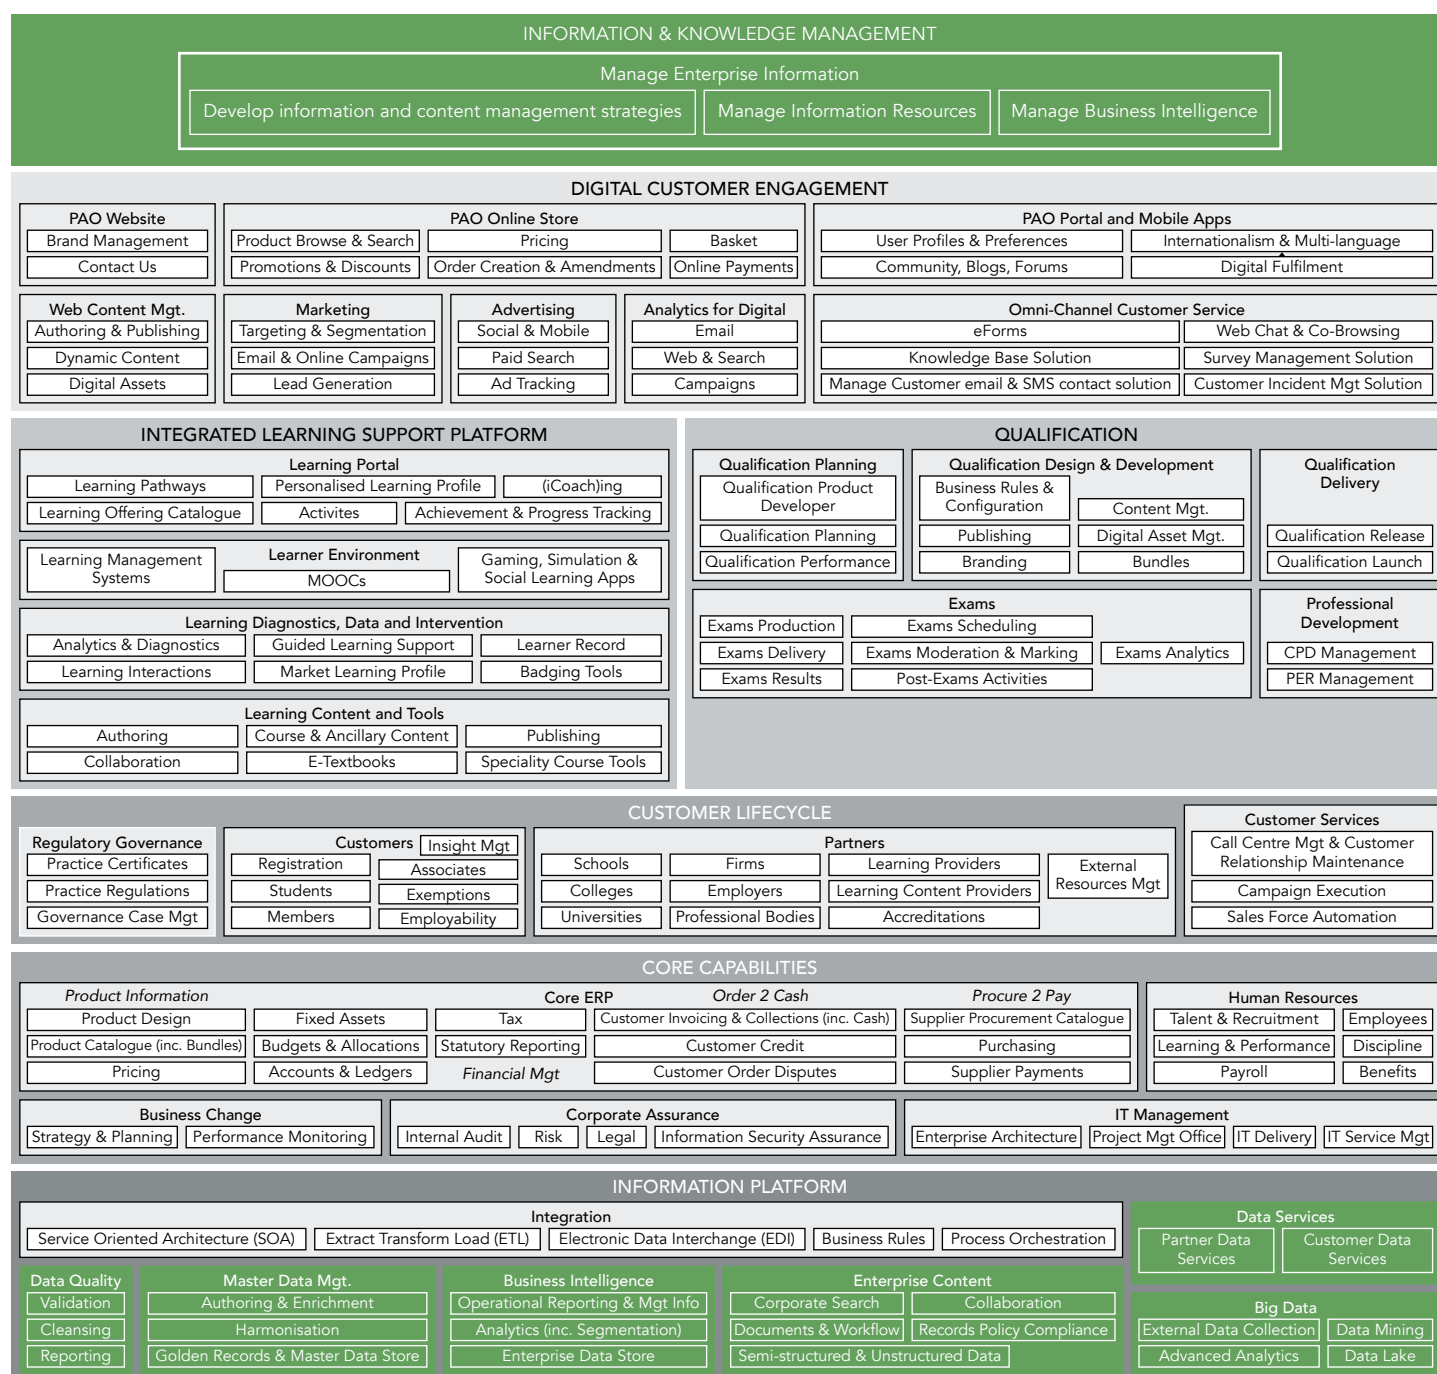 INFORMATION & KNOWLEDGE MANAGEMENT
Manage Enterprise Information
Develop information and content management strategies
Manage Information Resources
Manage Business Intelligence
DIGITAL CUSTOMER ENGAGEMENT
PAO Website
Brand Management
Contact Us
PAO Online Store
Product Browse & Search
Pricing
Basket
Promotions & Discounts
Order Creation & Amendments
Online Payments
PAO Portal and Mobile Apps
User Profiles & Preferences
Internationalism & Multi-language
Community, Blogs, Forums
Digital Fulfilment
Web Content Mgt.
Authoring & Publishing
Dynamic Content
Digital Assets
Marketing
Targeting & Segmentation
Email & Online Campaigns
Lead Generation
Advertising
Social & Mobile
Paid Search
Ad Tracking
Analytics for Digital
Email
Web & Search
Campaigns
Omni-Channel Customer Service
eForms
Web Chat & Co-Browsing
Knowledge Base Solution
Survey Management Solution
Manage Customer email & SMS contact solution
Customer Incident Mgt Solution
INTEGRATED LEARNING SUPPORT PLATFORM
Learning Portal
Learning Pathways
Personalised Learning Profile
(iCoach)ing
Learning Offering Catalogue
Activites
Achievement & Progress Tracking
Learner Environment
Learning Management
Systems
MOOCs
Gaming, Simulation &
Social Learning Apps
Learning Diagnostics, Data and Intervention
Analytics & Diagnostics
Guided Learning Support
Learner Record
Learning Interactions
Market Learning Profile
Badging Tools
Learning Content and Tools
Authoring
Course & Ancillary Content
Publishing
Collaboration
E-Textbooks
Speciality Course Tools
QUALIFICATION
Qualification Planning
Qualification Product
Developer
Qualification Planning
Qualification Performance
Qualification Design & Development
Business Rules &
Configuration
Content Mgt.
Publishing
Digital Asset Mgt.
Branding
Bundles
Qualification
Delivery
Qualification Release
Qualification Launch
Exams
Exams Production
Exams Scheduling
Exams Delivery
Exams Moderation & Marking
Exams Analytics
Exams Results
Post-Exams Activities
Professional
Development
CPD Management
PER Management
CUSTOMER LIFECYCLE
Regulatory Governance
Practice Certificates
Practice Regulations
Governance Case Mgt
Customers
Insight Mgt
Registration
Associates
Students
Exemptions
Members
Employability
Partners
Schools
Firms
Learning Providers
External
Resources Mgt
Colleges
Employers
Learning Content Providers
Universities
Professional Bodies
Accreditations
Customer Services
Call Centre Mgt & Customer
Relationship Maintenance
Campaign Execution
Sales Force Automation
CORE CAPABILITIES
Product Information
Core ERP
Order 2 Cash
Procure 2 Pay
Product Design
Fixed Assets
Tax
Customer Invoicing & Collections (inc. Cash)
Supplier Procurement Catalogue
Product Catalogue (inc. Bundles)
Budgets & Allocations
Statutory Reporting
Customer Credit
Purchasing
Pricing
Accounts & Ledgers
Financial Mgt
Customer Order Disputes
Supplier Payments
Human Resources
Talent & Recruitment
Employees
Learning & Performance
Discipline
Payroll
Benefits
Business Change
Strategy & Planning
Performance Monitoring
Corporate Assurance
Internal Audit
Risk
Legal
Information Security Assurance
IT Management
Enterprise Architecture
Project Mgt Office
IT Delivery
IT Service Mgt
INFORMATION PLATFORM
Integration
Service Oriented Architecture (SOA)
Extract Transform Load (ETL)
Electronic Data Interchange (EDI)
Business Rules
Process Orchestration
Data Services
Partner Data
Services
Customer Data
Services
Data Quality
Validation
Cleansing
Reporting
Master Data Mgt.
Authoring & Enrichment
Harmonisation
Golden Records & Master Data Store
Business Intelligence
Operational Reporting & Mgt Info
Analytics (inc. Segmentation)
Enterprise Data Store
Enterprise Content
Corporate Search
Collaboration
Documents & Workflow
Records Policy Compliance
Semi-structured & Unstructured Data
Big Data
External Data Collection
Data Mining
Advanced Analytics
Data Lake